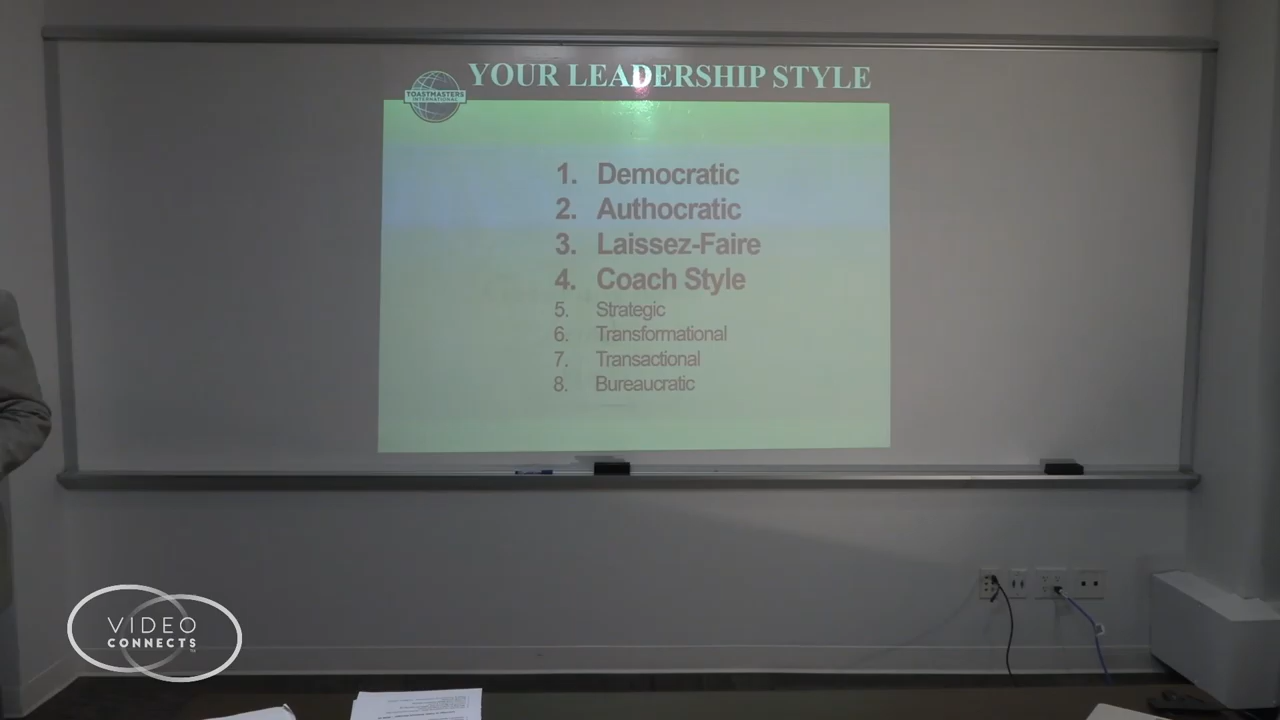 YOUR LEADERSHIP STYLE
TOASTMASTERS
INTERNATIONAL
1. Democratic
2. Authocratic
3. Laissez-Faire
4. Coach Style
5. Strategic
6. Transformational
7. Transactional
8. Bureaucratic
VIDEO
CONNECTS